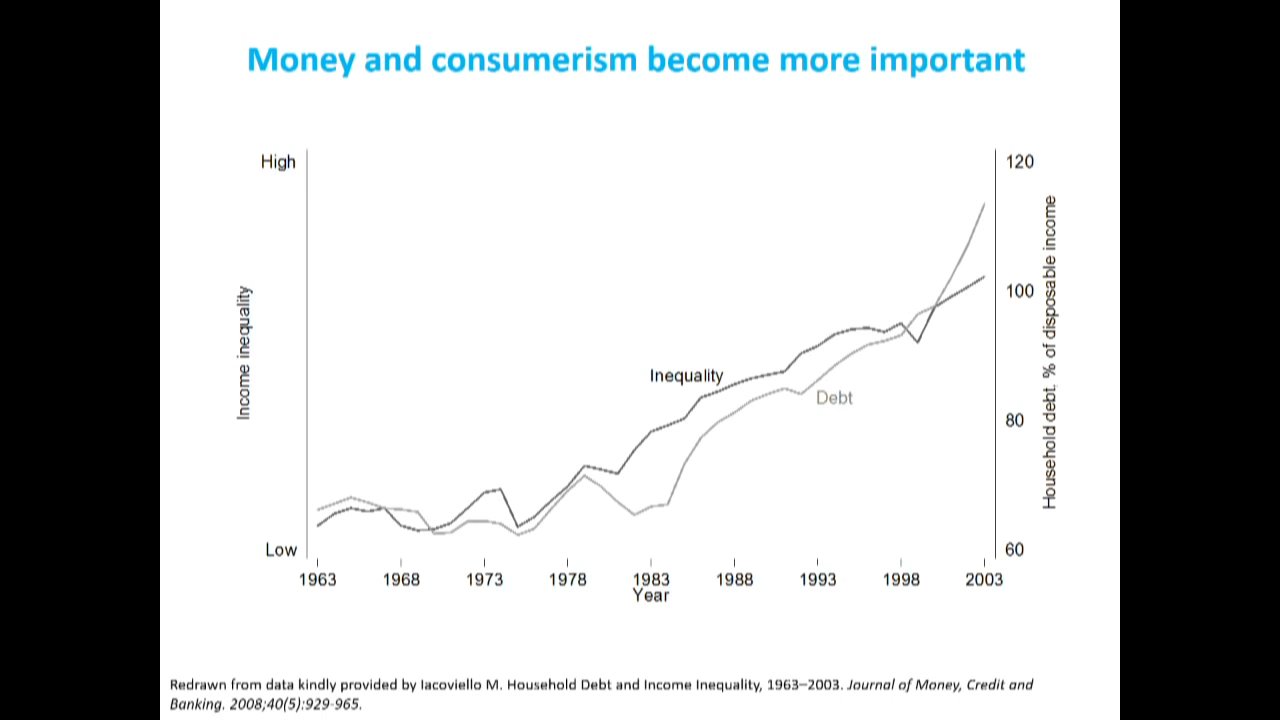 Money and consumerism become more important
High
Low
Income inequality
120
100
80
60
Household debt, % of disposable income
Inequality
Debt
1963 1968 1973 1978 1983 1988 1993 1998 2003
Year
Redrawn from data kindly provided by Iacoviello M. Household Debt and Income Inequality, 1963–2003. Journal of Money, Credit and
Banking. 2008;40(5):929-965.